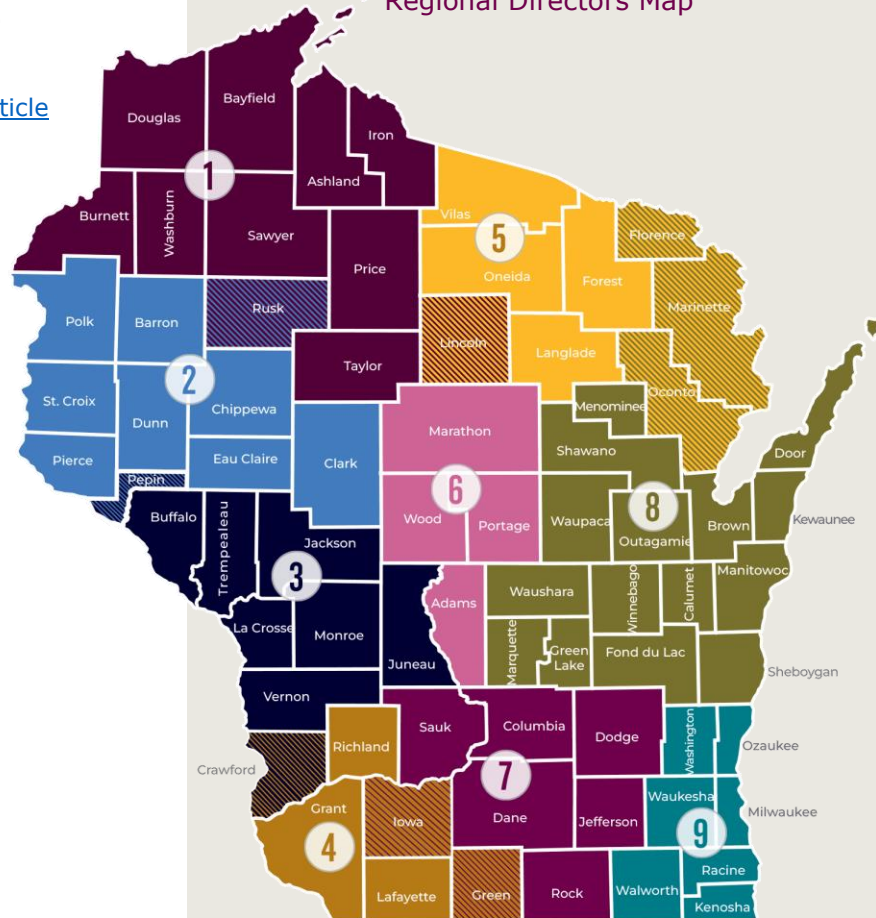 Regional Directors Map
ticle
Douglas
Bayfield
Iron
Ashland
1
Burnett
Washburn
Sawyer
Price
Vilas
5
Oneida
Forest
Florence
Marinette
Rusk
Polk
Barron
Lincoln
Langlade
Taylor
2
Oconto
St. Croix
Dunn
Chippewa
Menominee
Marathon
Shawano
Door
Pierce
Eau Claire
Clark
Pepin
6
8
Buffalo
Trempealeau
Jackson
Wood
Portage
Waupaca
Outagamie
Brown
Kewaunee
3
Manitowoc
La Crosse
Monroe
Juneau
Adams
Waushara
Winnebago
Calumet
Marquette
Green
Lake
Fond du Lac
Sheboygan
Vernon
Sauk
Columbia
Dodge
Washington
Ozaukee
Richland
Crawford
7
Waukesha
Milwaukee
Grant
Iowa
Dane
Jefferson
9
4
Racine
Lafayette
Green
Rock
Walworth
Kenosha